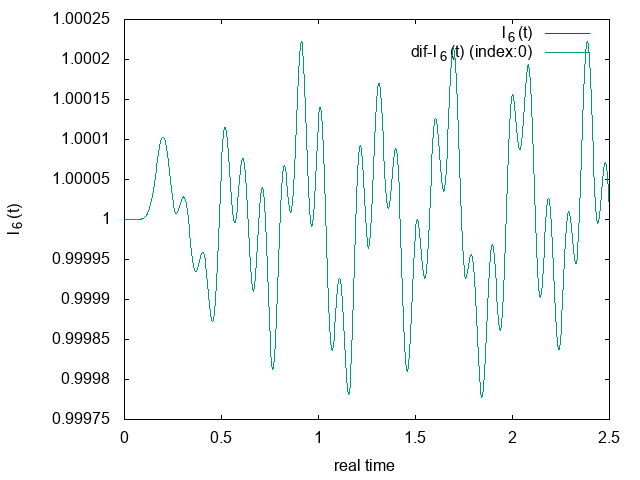 1.00025
1.0002
1.00015
1.0001
1.00005
1
0.99995
0.9999
0.99985
0.9998
0.99975
I6(t)
I6(t)
dif-I6(t) (index:0)
0 0.5 1 1.5 2 2.5
real time